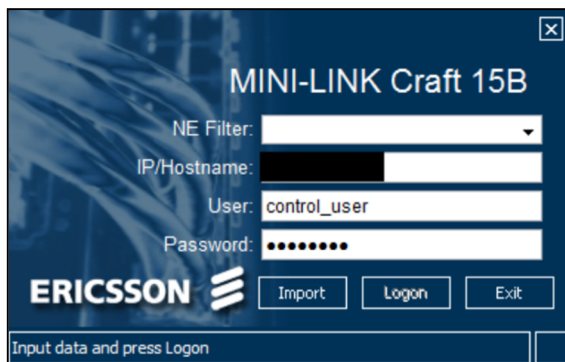 MINI-LINK Craft 15B
NE Filter:
IP/Hostname:
User: control_user
Password: ●●●●●●●●
ERICSSON Import Logon Exit
Input data and press Logon